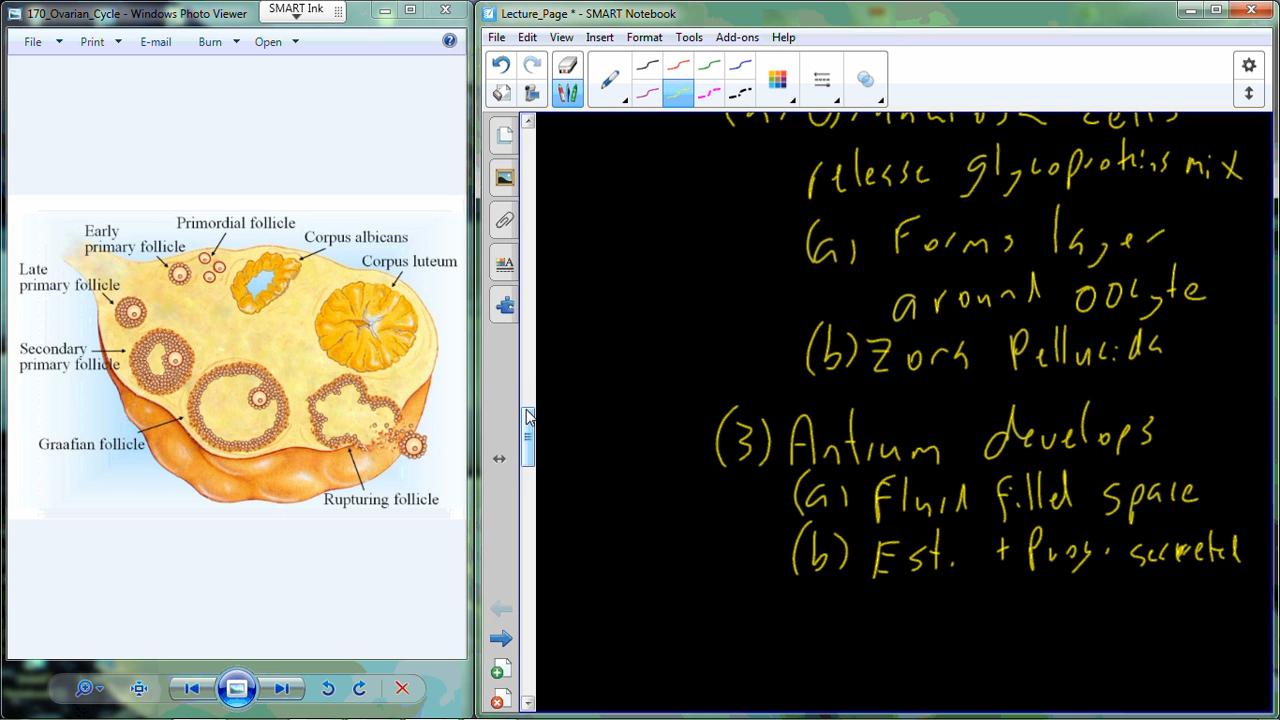 170_Ovarian_Cycle - Windows Photo Viewer
SMART Ink
File Print E-mail Burn Open
Primordial follicle
Early
primary follicle
Corpus albicans
Corpus luteum
Late
primary follicle
Secondary
primary follicle
Graafian follicle
Rupturing follicle
Lecture_Page * - SMART Notebook
File Edit View Insert Format Tools Add-ons Help
cells
release glycoproteins mix
(a) Forms layer
around oocyte
(b) Zona Pellucida
(3) Antrum develops
(a) Fluid filled space
(b) Est. + Prog. secreted